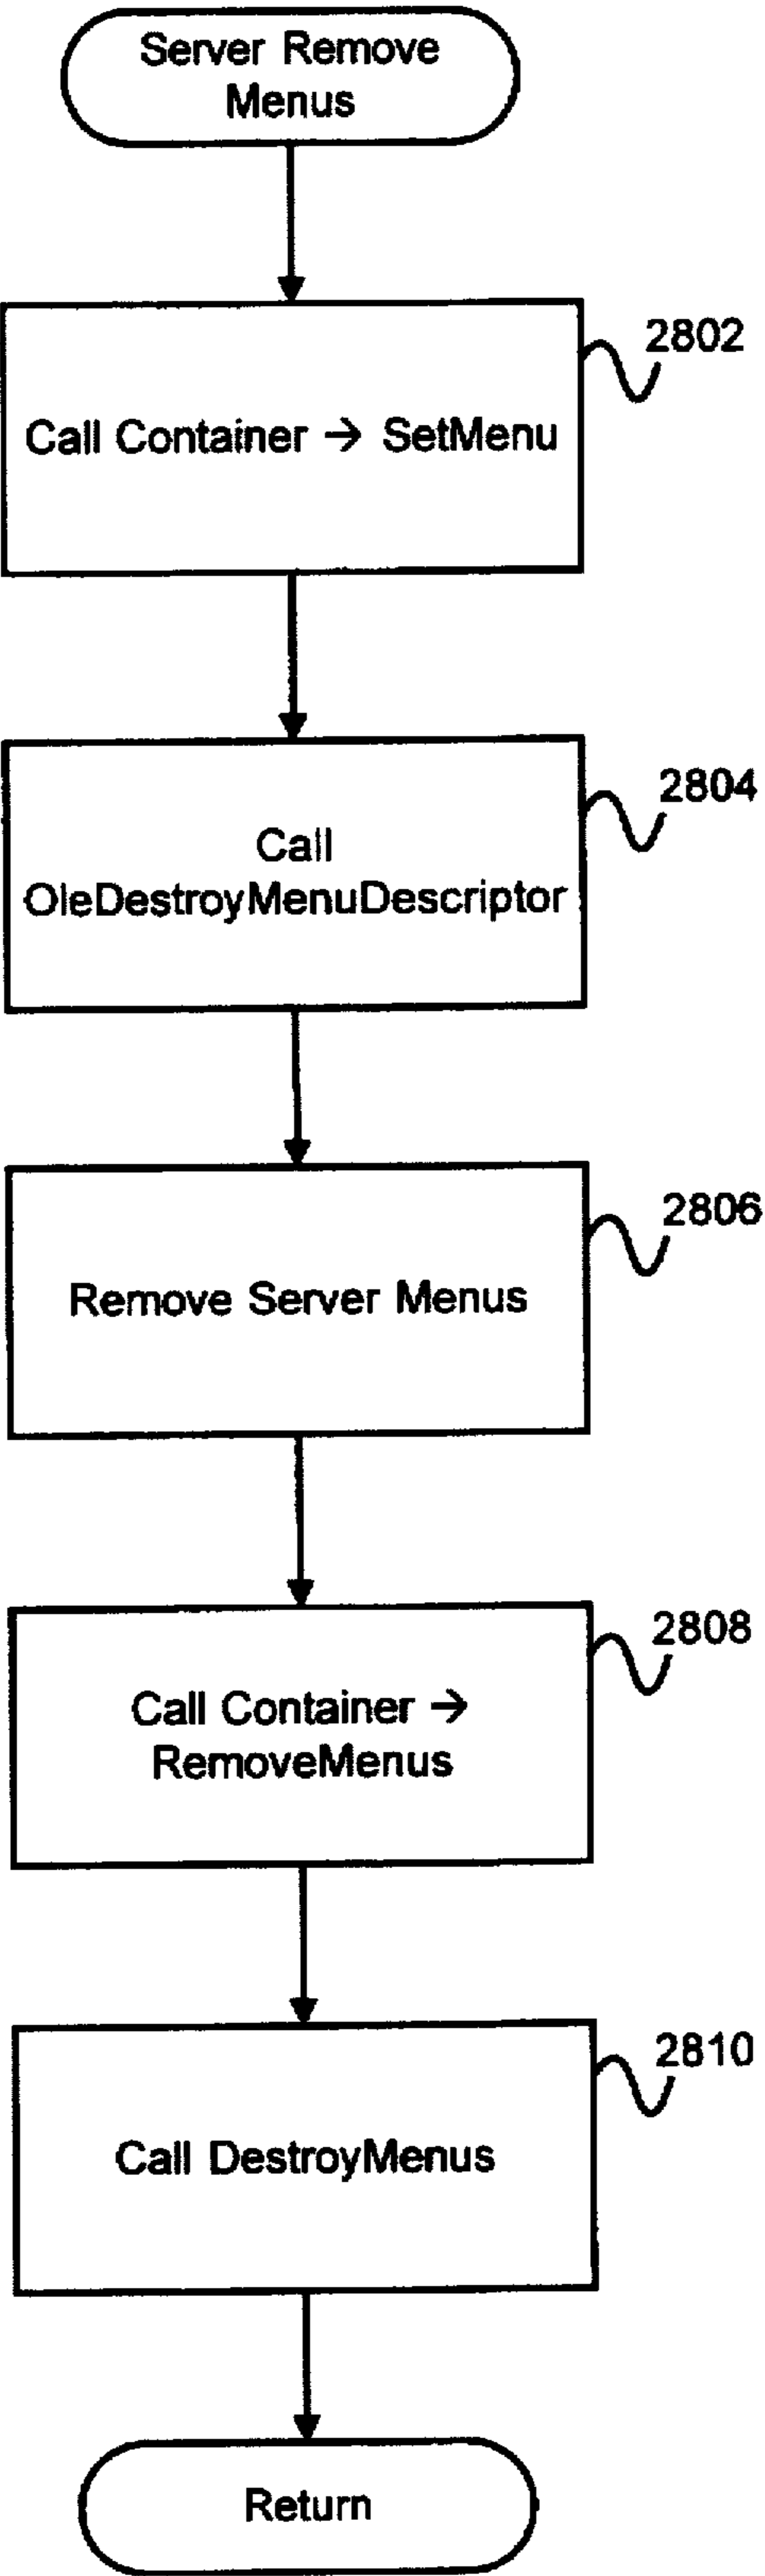 Server Remove
Menus
2802
Call Container → SetMenu
2804
Call
OleDestroyMenuDescriptor
2806
Remove Server Menus
2808
Call Container →
RemoveMenus
2810
Call DestroyMenus
Return